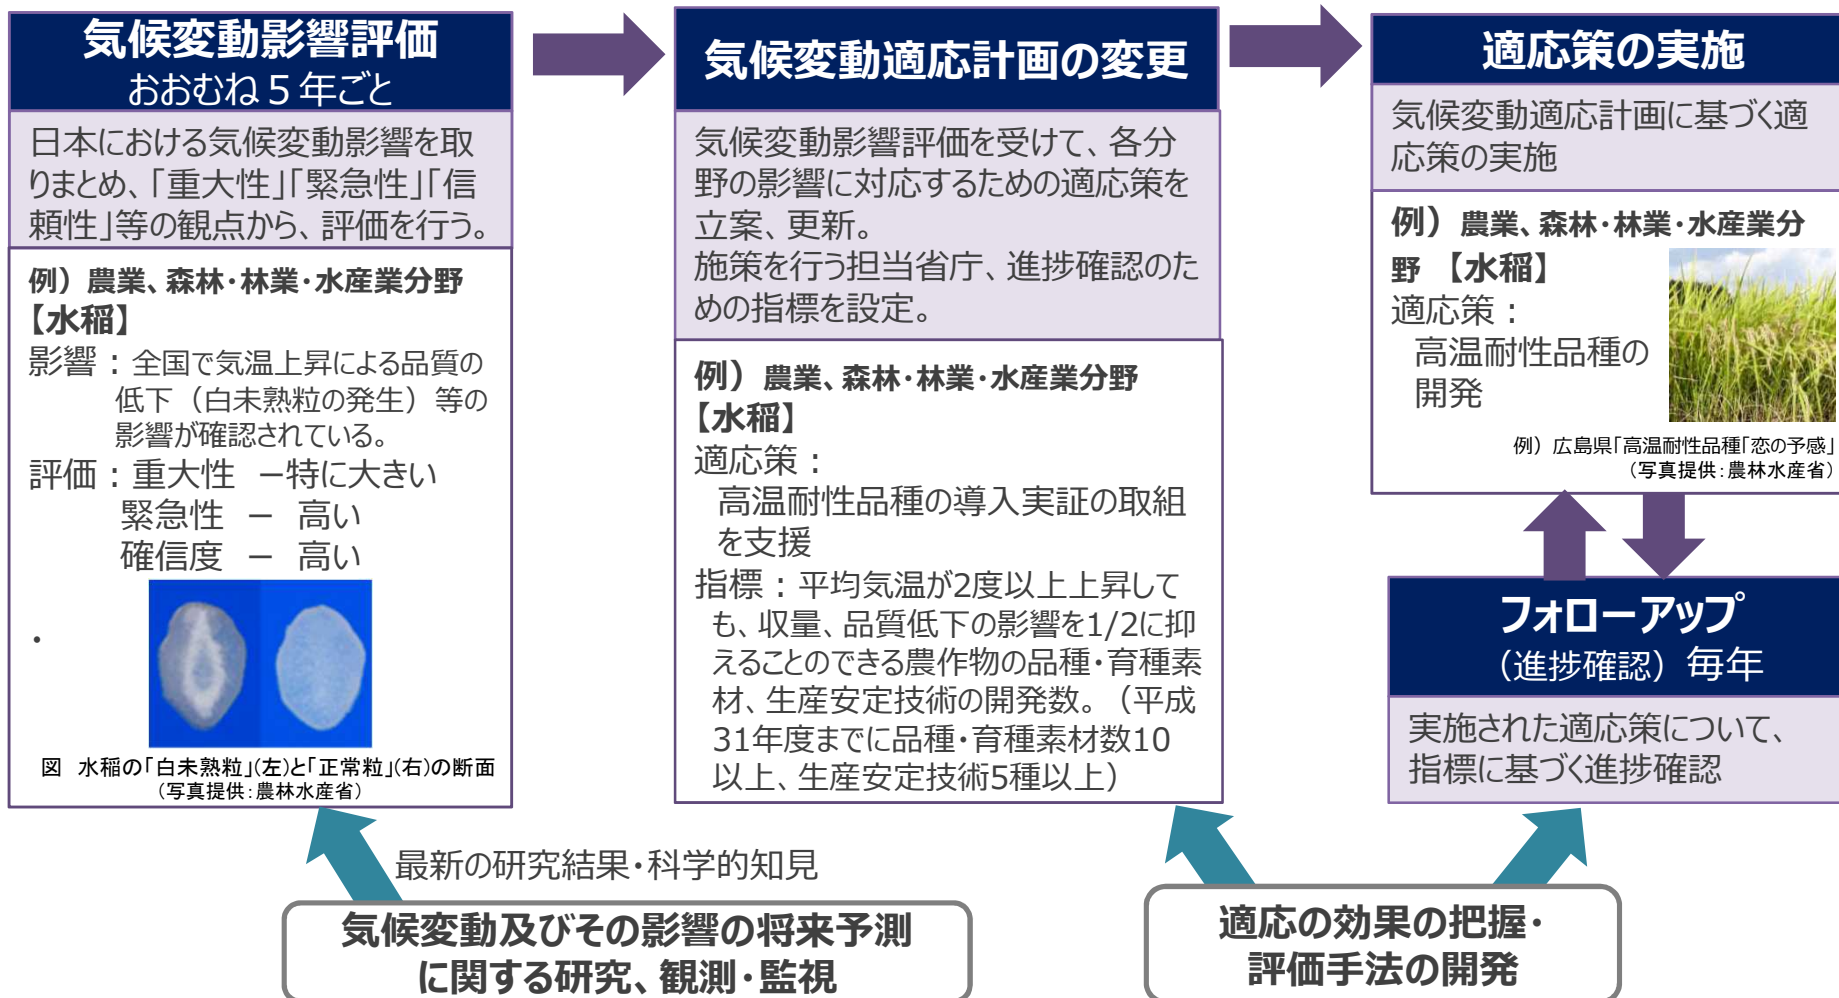 気候変動影響評価
おおむね５年ごと
日本における気候変動影響を取
りまとめ、「重大性」「緊急性」「信
頼性」等の観点から、評価を行う。
例）農業、森林・林業・水産業分野
【水稲】
影響：全国で気温上昇による品質の
低下（白未熟粒の発生）等の
影響が確認されている。
評価：重大性　－特に大きい
緊急性　－　高い
確信度　－　高い
・
図　水稲の「白未熟粒」(左)と「正常粒」(右)の断面
（写真提供：農林水産省）
気候変動適応計画の変更
気候変動影響評価を受けて、各分
野の影響に対応するための適応策を
立案、更新。
施策を行う担当省庁、進捗確認のた
めの指標を設定。
例）農業、森林・林業・水産業分野
【水稲】
適応策：
高温耐性品種の導入実証の取組
を支援
指標：平均気温が2度以上上昇して
も、収量、品質低下の影響を1/2に抑
えることのできる農作物の品種・育種素
材、生産安定技術の開発数。（平成
31年度までに品種・育種素材数10
以上、生産安定技術5種以上）
適応策の実施
気候変動適応計画に基づく適
応策の実施
例）農業、森林・林業・水産業分
野　【水稲】
適応策：
高温耐性品種の
開発
例）広島県「高温耐性品種「恋の予感」
（写真提供：農林水産省）
フォローアップ
（進捗確認）毎年
実施された適応策について、
指標に基づく進捗確認
最新の研究結果・科学的知見
気候変動及びその影響の将来予測
に関する研究、観測・監視
適応の効果の把握・
評価手法の開発